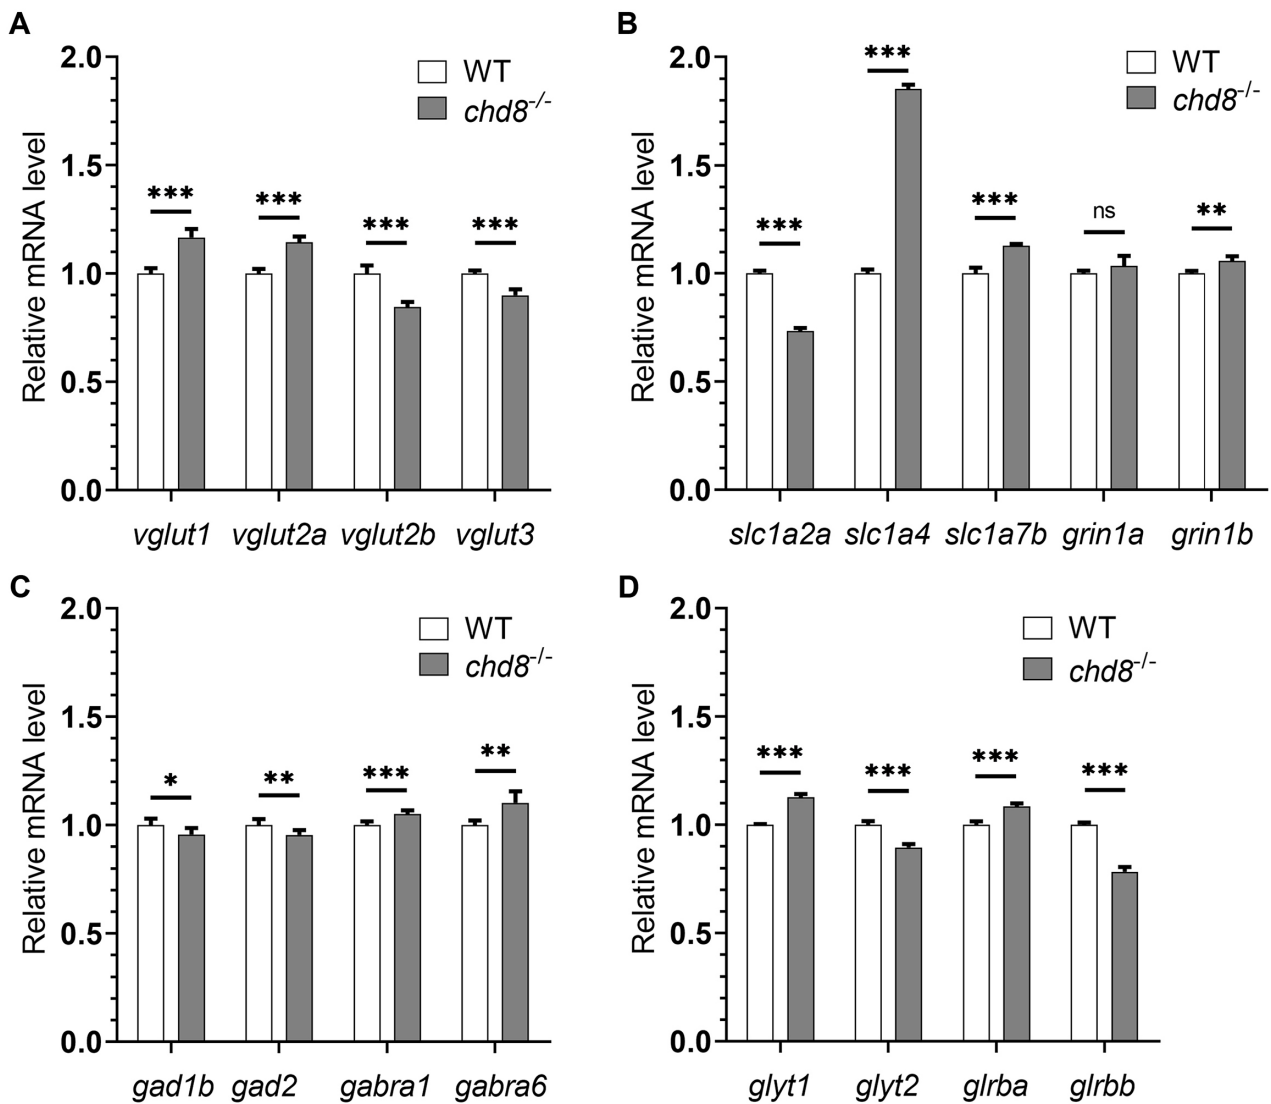 A
Relative mRNA level
2.0
1.5
1.0
0.5
0.0
WT
chd8-/-
*** *** *** ***
vglut1 vglut2a vglut2b vglut3
B
Relative mRNA level
2.0
1.5
1.0
0.5
0.0
WT
chd8-/-
*** *** *** ns **
slc1a2a slc1a4 slc1a7b grin1a grin1b
C
Relative mRNA level
2.0
1.5
1.0
0.5
0.0
WT
chd8-/-
* ** *** **
gad1b gad2 gabra1 gabra6
D
Relative mRNA level
2.0
1.5
1.0
0.5
0.0
WT
chd8-/-
*** *** *** ***
glyt1 glyt2 glrba glrbb